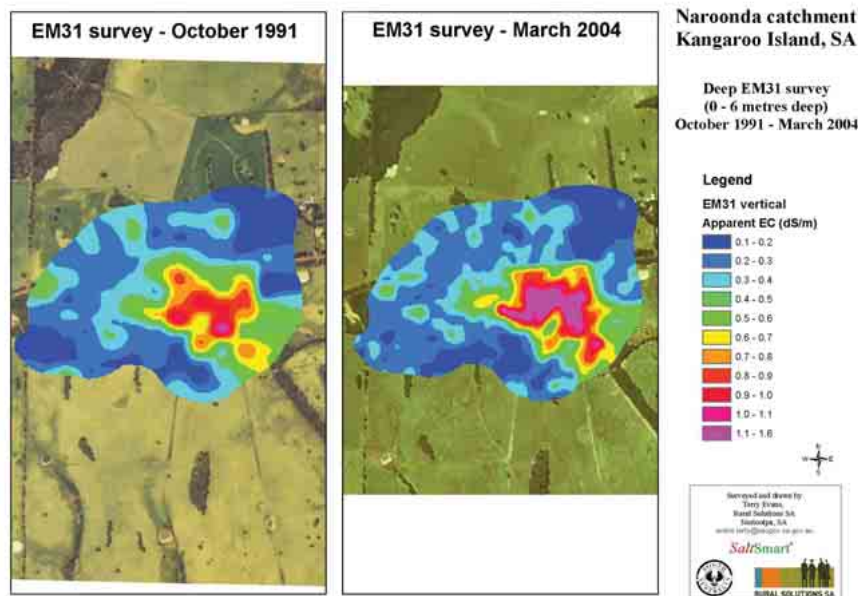 EM31 survey - October 1991
EM31 survey - March 2004
Naroonda catchment
Kangaroo Island, SA
Deep EM31 survey
(0 - 6 metres deep)
October 1991 - March 2004
Legend
EM31 vertical
Apparent EC (dS/m)
0.1 - 0.2
0.2 - 0.3
0.3 - 0.4
0.4 - 0.5
0.5 - 0.6
0.6 - 0.7
0.7 - 0.8
0.8 - 0.9
0.9 - 1.0
1.0 - 1.1
1.1 - 1.6
N
W E
S
Surveyed and drawn by
Terry Evans,
Rural Solutions SA
SaltSmart
RURAL SOLUTIONS SA